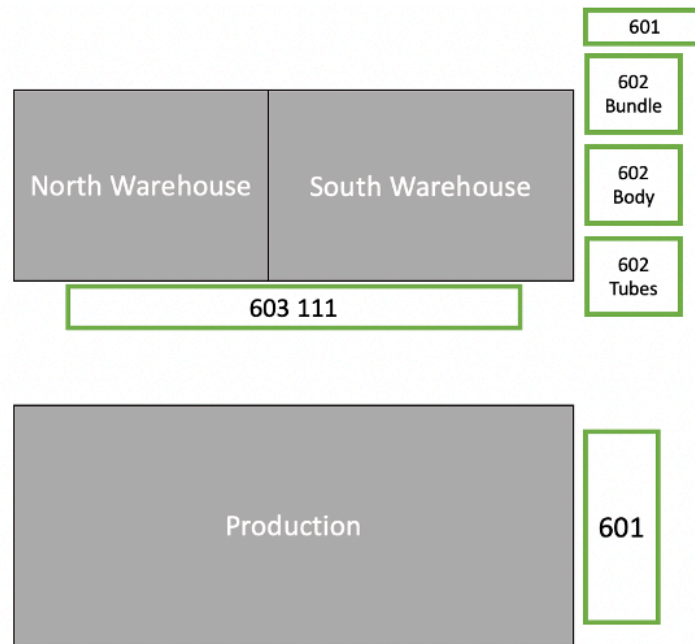 601
602
Bundle
North Warehouse
South Warehouse
602
Body
602
Tubes
603 111
Production
601